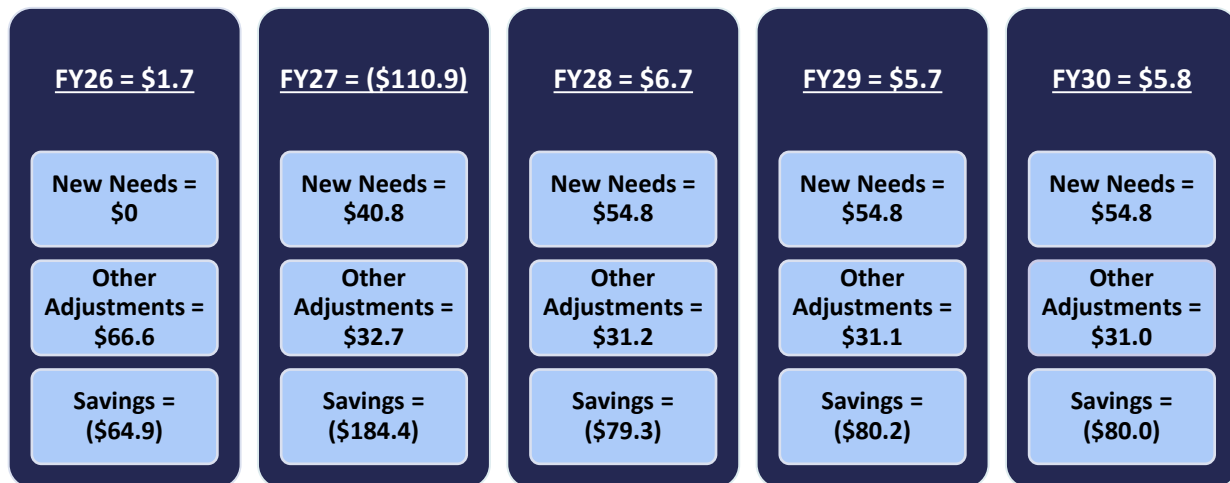 FY26 = $1.7
New Needs =
$0
Other
Adjustments =
$66.6
Savings =
($64.9)
FY27 = ($110.9)
New Needs =
$40.8
Other
Adjustments =
$32.7
Savings =
($184.4)
FY28 = $6.7
New Needs =
$54.8
Other
Adjustments =
$31.2
Savings =
($79.3)
FY29 = $5.7
New Needs =
$54.8
Other
Adjustments =
$31.1
Savings =
($80.2)
FY30 = $5.8
New Needs =
$54.8
Other
Adjustments =
$31.0
Savings =
($80.0)